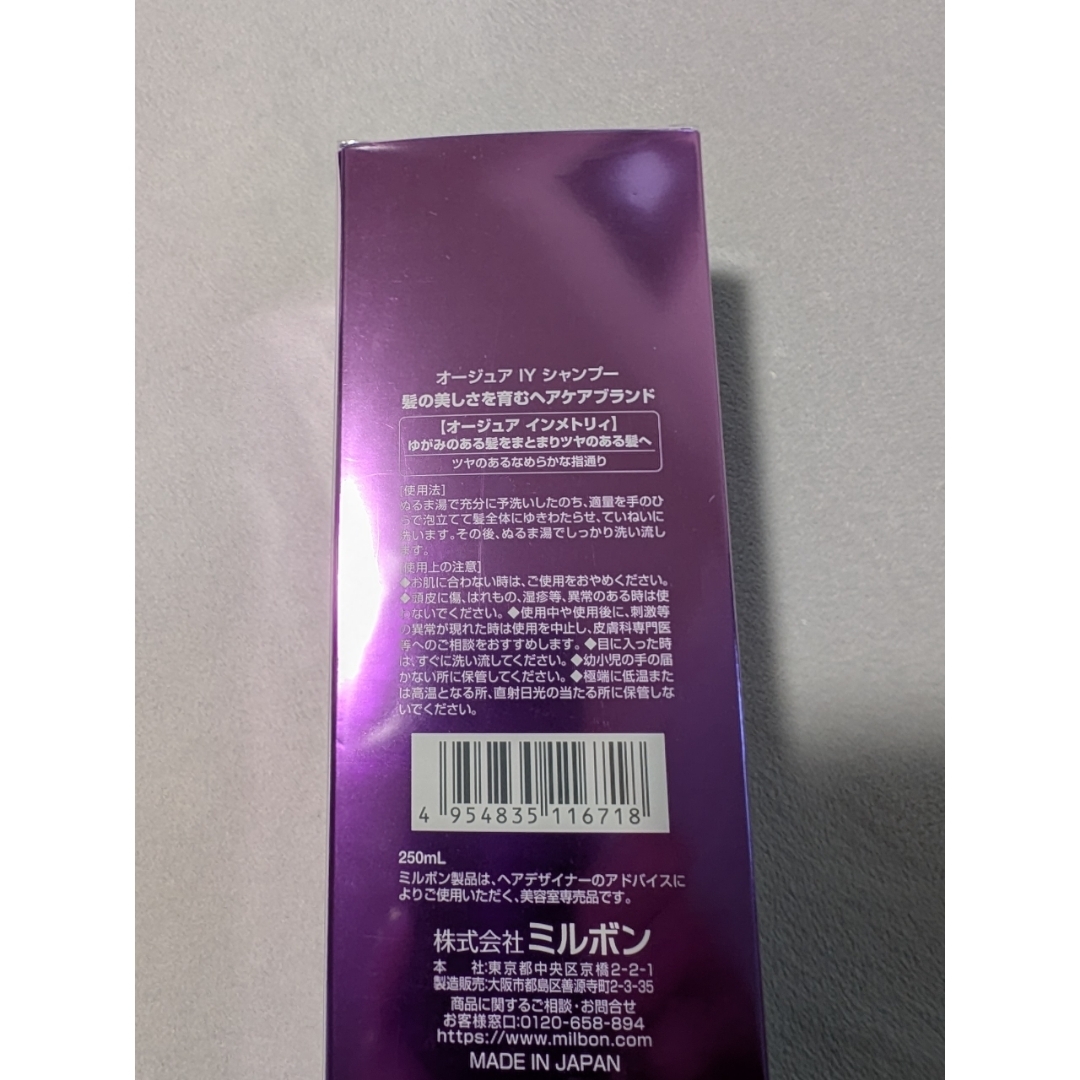 オージュア IY シャンプー
髪の美しさを育むヘアケアブランド
【オージュア インメトリィ】
ゆがみのある髪をまとまりツヤのある髪へ
ツヤのあるなめらかな指通り
[使用法]
ぬるま湯で充分に予洗いしたのち、適量を手のひ
らで泡立てて髪全体にゆきわたらせ、ていねいに
洗います。その後、ぬるま湯でしっかり洗い流し
ます。
[使用上の注意]
◆お肌に合わない時は、ご使用をおやめください。
◆頭皮に傷、はれもの、湿疹等、異常のある時は使
わないでください。◆使用中や使用後に、刺激等
の異常が現れた時は使用を中止し、皮膚科専門医
等へのご相談をおすすめします。◆目に入った時
は、すぐに洗い流してください。◆幼小児の手の届
かない所に保管してください。◆極端に低温また
は高温となる所、直射日光の当たる所に保管しな
いでください。
4 954835 116718
250mL
ミルボン製品は、ヘアデザイナーのアドバイスに
よりご使用いただく、美容室専売品です。
株式会社 ミルボン
本 社:東京都中央区京橋2-2-1
製造販売:大阪市都島区善源寺町2-3-35
商品に関するご相談・お問合せ
お客様窓口:0120-658-894
https://www.milbon.com
MADE IN JAPAN